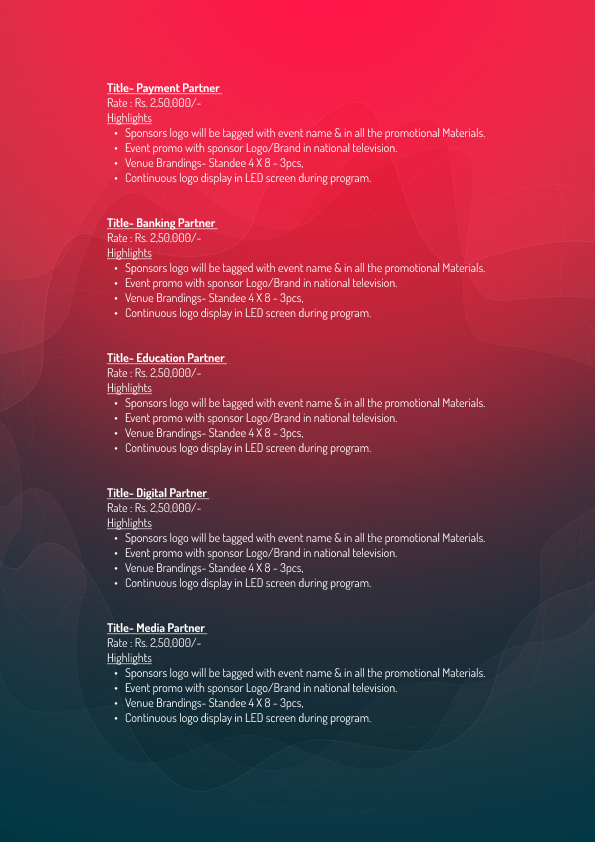 Title- Payment Partner
Rate : Rs. 2,50,000/-
Highlights
• Sponsors logo will be tagged with event name & in all the promotional Materials.
• Event promo with sponsor Logo/Brand in national television.
• Venue Brandings- Standee 4 X 8 - 3pcs,
• Continuous logo display in LED screen during program.
Title- Banking Partner
Rate : Rs. 2,50,000/-
Highlights
• Sponsors logo will be tagged with event name & in all the promotional Materials.
• Event promo with sponsor Logo/Brand in national television.
• Venue Brandings- Standee 4 X 8 - 3pcs,
• Continuous logo display in LED screen during program.
Title- Education Partner
Rate : Rs. 2,50,000/-
Highlights
• Sponsors logo will be tagged with event name & in all the promotional Materials.
• Event promo with sponsor Logo/Brand in national television.
• Venue Brandings- Standee 4 X 8 - 3pcs,
• Continuous logo display in LED screen during program.
Title- Digital Partner
Rate : Rs. 2,50,000/-
Highlights
• Sponsors logo will be tagged with event name & in all the promotional Materials.
• Event promo with sponsor Logo/Brand in national television.
• Venue Brandings- Standee 4 X 8 - 3pcs,
• Continuous logo display in LED screen during program.
Title- Media Partner
Rate : Rs. 2,50,000/-
Highlights
• Sponsors logo will be tagged with event name & in all the promotional Materials.
• Event promo with sponsor Logo/Brand in national television.
• Venue Brandings- Standee 4 X 8 - 3pcs,
• Continuous logo display in LED screen during program.